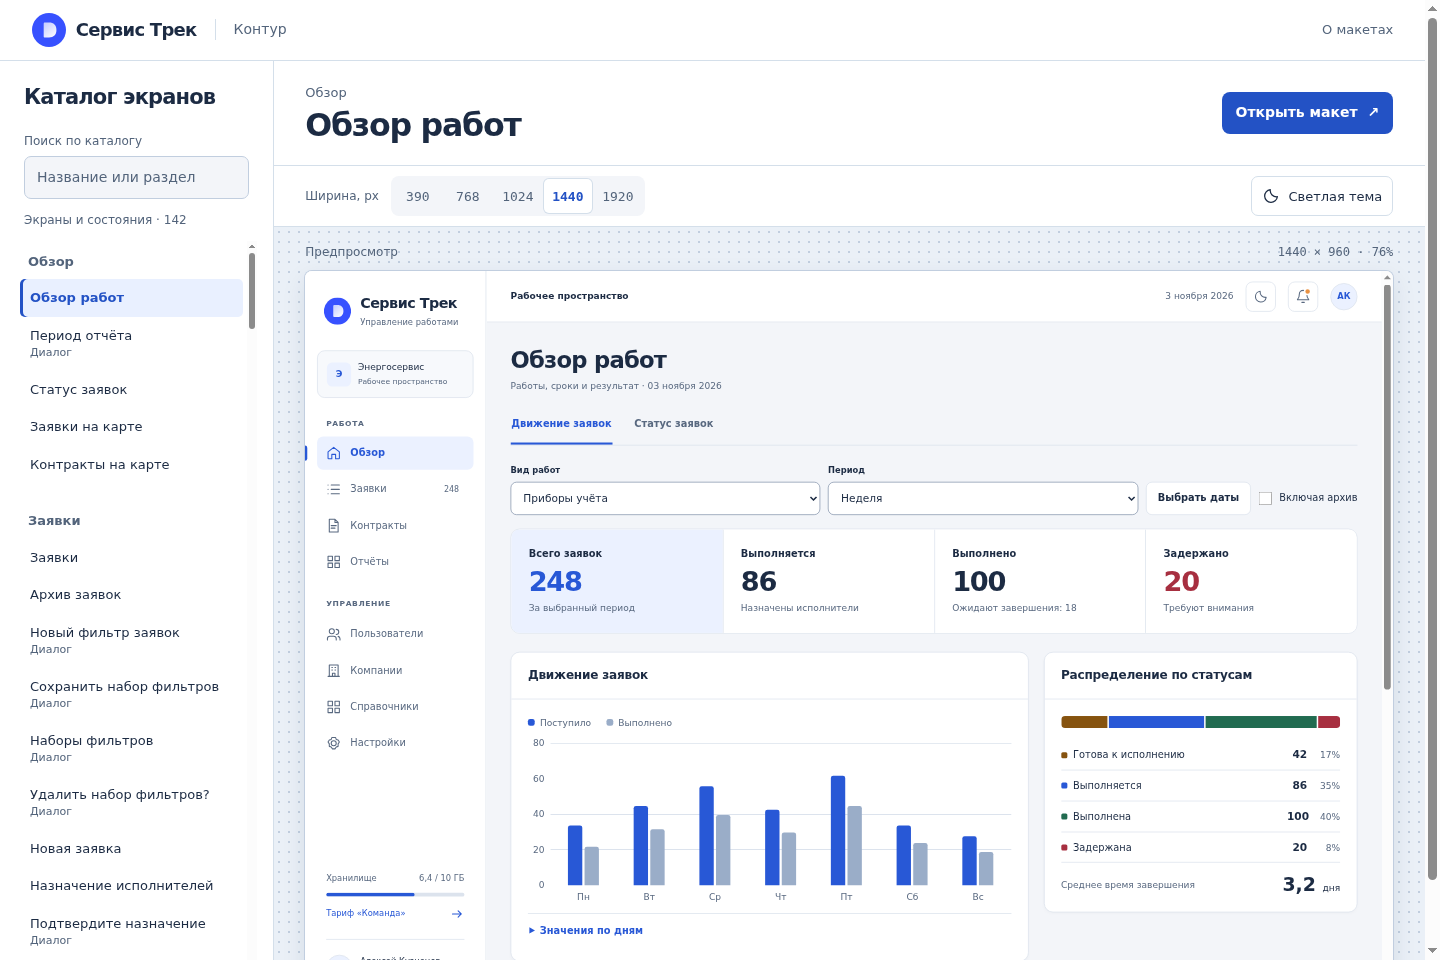 Сервис Трек
Контур
О макетах
Каталог экранов
Поиск по каталогу
Название или раздел
Экраны и состояния · 142
Обзор
Обзор работ
Период отчёта
Диалог
Статус заявок
Заявки на карте
Контракты на карте
Заявки
Заявки
Архив заявок
Новый фильтр заявок
Диалог
Сохранить набор фильтров
Диалог
Наборы фильтров
Диалог
Удалить набор фильтров?
Диалог
Новая заявка
Назначение исполнителей
Подтвердите назначение
Диалог
Обзор
Обзор работ
Открыть макет ↗
Ширина, px
390 768 1024 1440 1920
Светлая тема
Предпросмотр
1440 × 960 · 76%
Сервис Трек
Управление работами
Э
Энергосервис
Рабочее пространство
РАБОТА
Обзор
Заявки 248
Контракты
Отчёты
УПРАВЛЕНИЕ
Пользователи
Компании
Справочники
Настройки
Хранилище 6,4 / 10 ГБ
Тариф «Команда»
Рабочее пространство
3 ноября 2026
АК
Обзор работ
Работы, сроки и результат · 03 ноября 2026
Движение заявок Статус заявок
Вид работ
Приборы учёта
Период
Неделя
Выбрать даты
Включая архив
Всего заявок
248
За выбранный период
Выполняется
86
Назначены исполнители
Выполнено
100
Ожидают завершения: 18
Задержано
20
Требуют внимания
Движение заявок
Поступило Выполнено
80
60
40
20
0
Пн Вт Ср Чт Пт Сб Вс
Значения по дням
Распределение по статусам
Готова к исполнению 42 17%
Выполняется 86 35%
Выполнена 100 40%
Задержана 20 8%
Среднее время завершения 3,2 дня